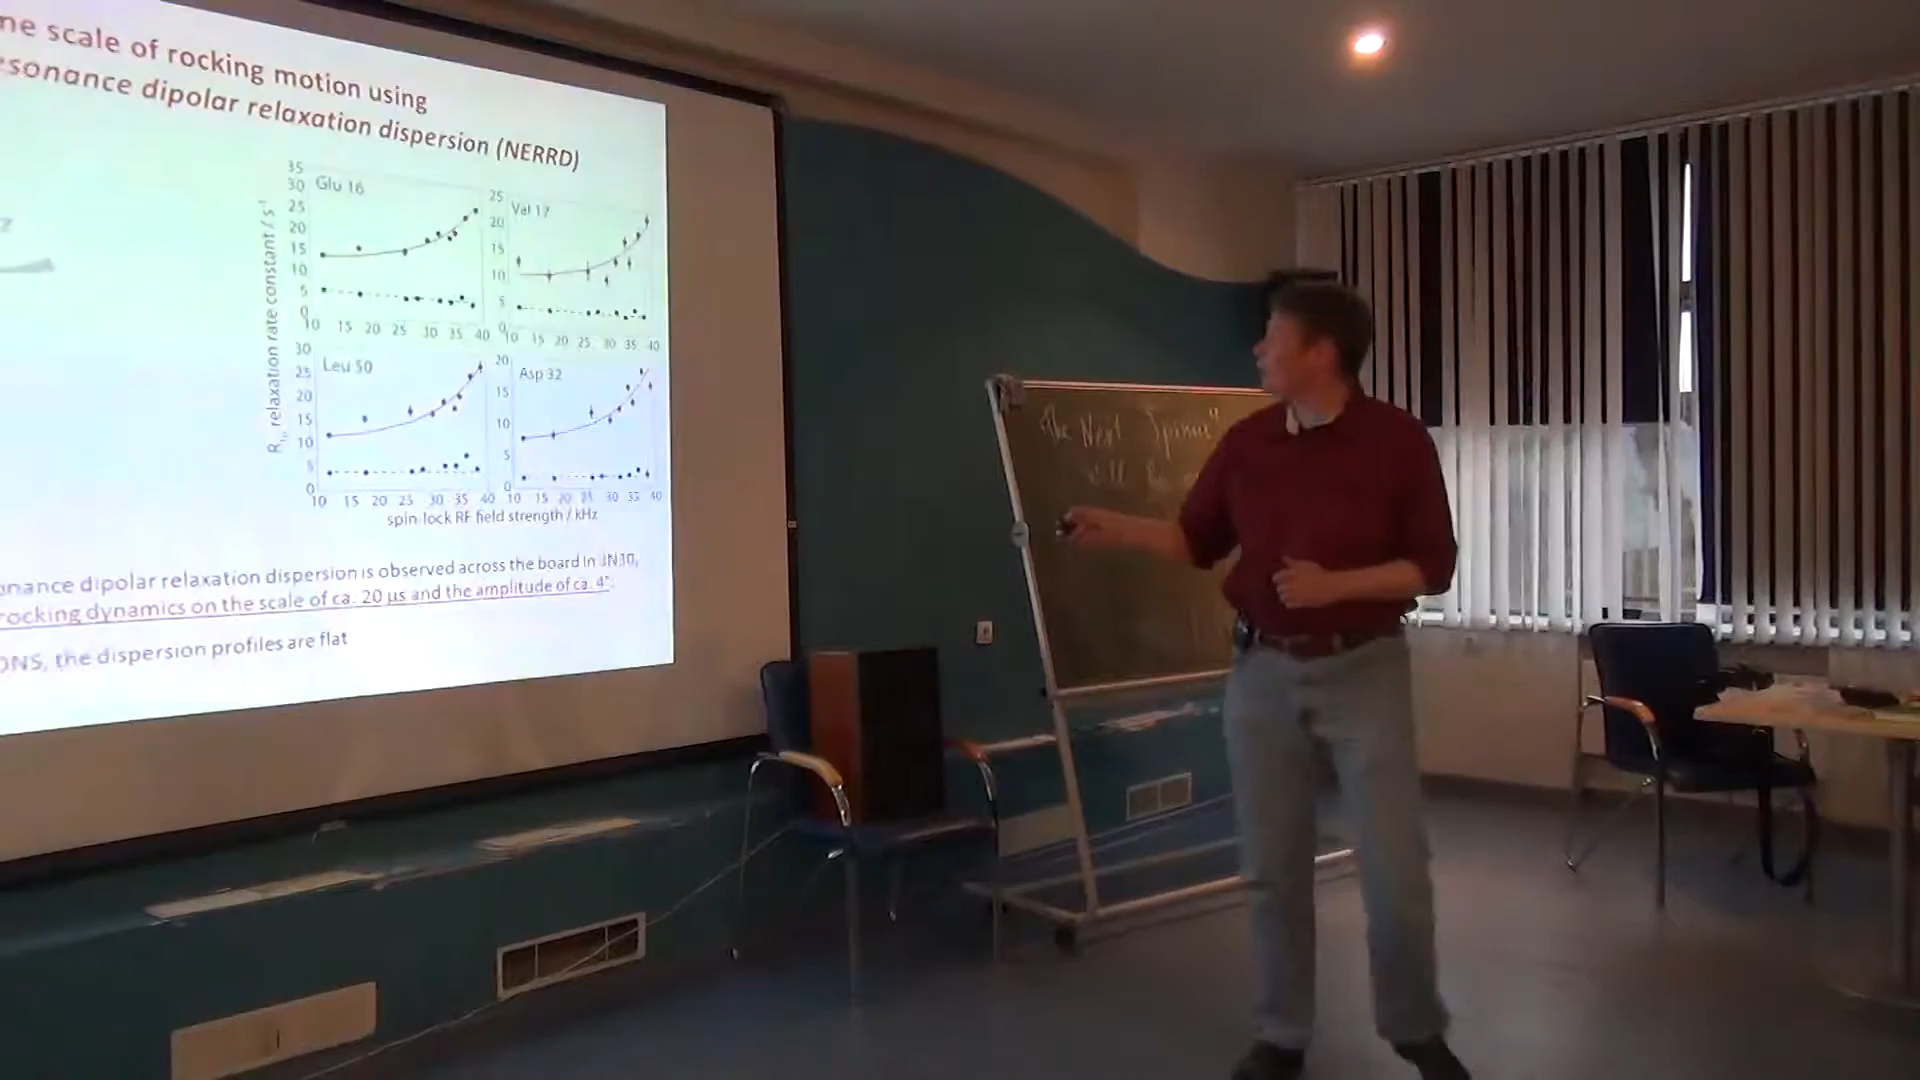 ne scale of rocking motion using
esonance dipolar relaxation dispersion (NERRD)
R1ρ relaxation rate constant / s-1
Glu 16
35
30
25
20
15
10
5
0
10 15 20 25 30 35 40
Val 17
25
20
15
10
5
0
10 15 20 25 30 35 40
Leu 50
30
25
20
15
10
5
0
10 15 20 25 30 35 40
Asp 32
20
15
10
5
0
10 15 20 25 30 35 40
spin-lock RF field strength / kHz
onance dipolar relaxation dispersion is observed across the board in JN30,
rocking dynamics on the scale of ca. 20 μs and the amplitude of ca. 4°.
ONS, the dispersion profiles are flat
The Next "Spinus"
will be